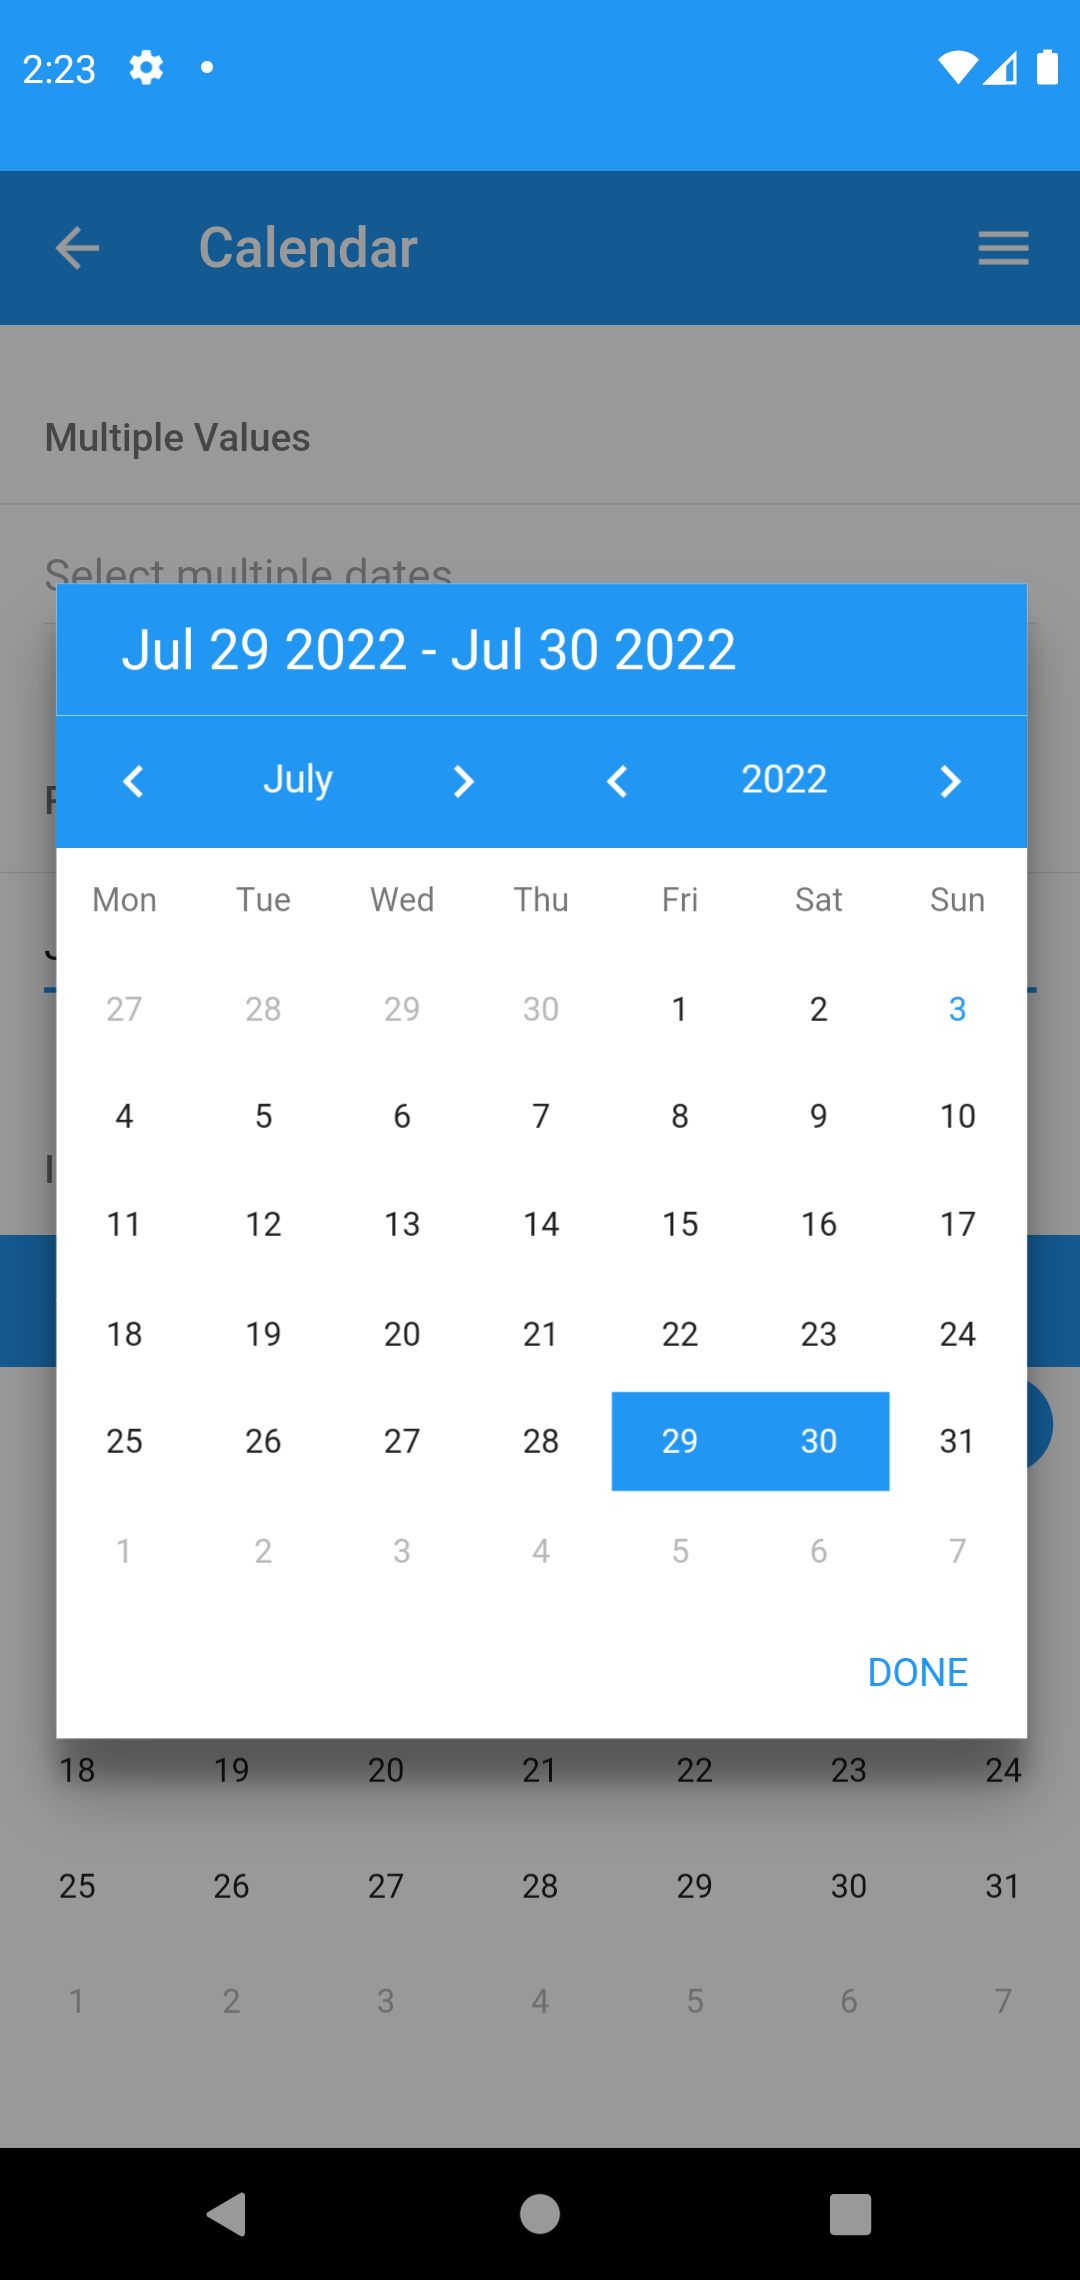 2:23
Calendar
Multiple Values
Select multiple dates
Jul 29 2022 - Jul 30 2022
July 2022
Mon Tue Wed Thu Fri Sat Sun
27 28 29 30 1 2 3
4 5 6 7 8 9 10
11 12 13 14 15 16 17
18 19 20 21 22 23 24
25 26 27 28 29 30 31
1 2 3 4 5 6 7
DONE
18 19 20 21 22 23 24
25 26 27 28 29 30 31
1 2 3 4 5 6 7